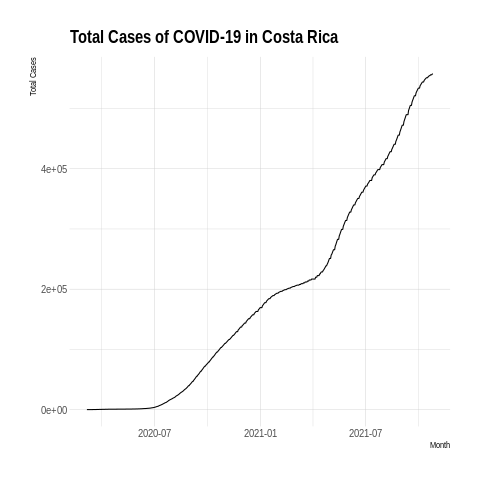 Total Cases of COVID-19 in Costa Rica
Total Cases
4e+05
2e+05
0e+00
2020-07 2021-01 2021-07
Month